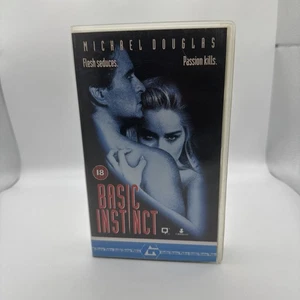 MICHAEL DOUGLAS
Flesh seduces. Passion kills.
18
BASIC
INSTINCT